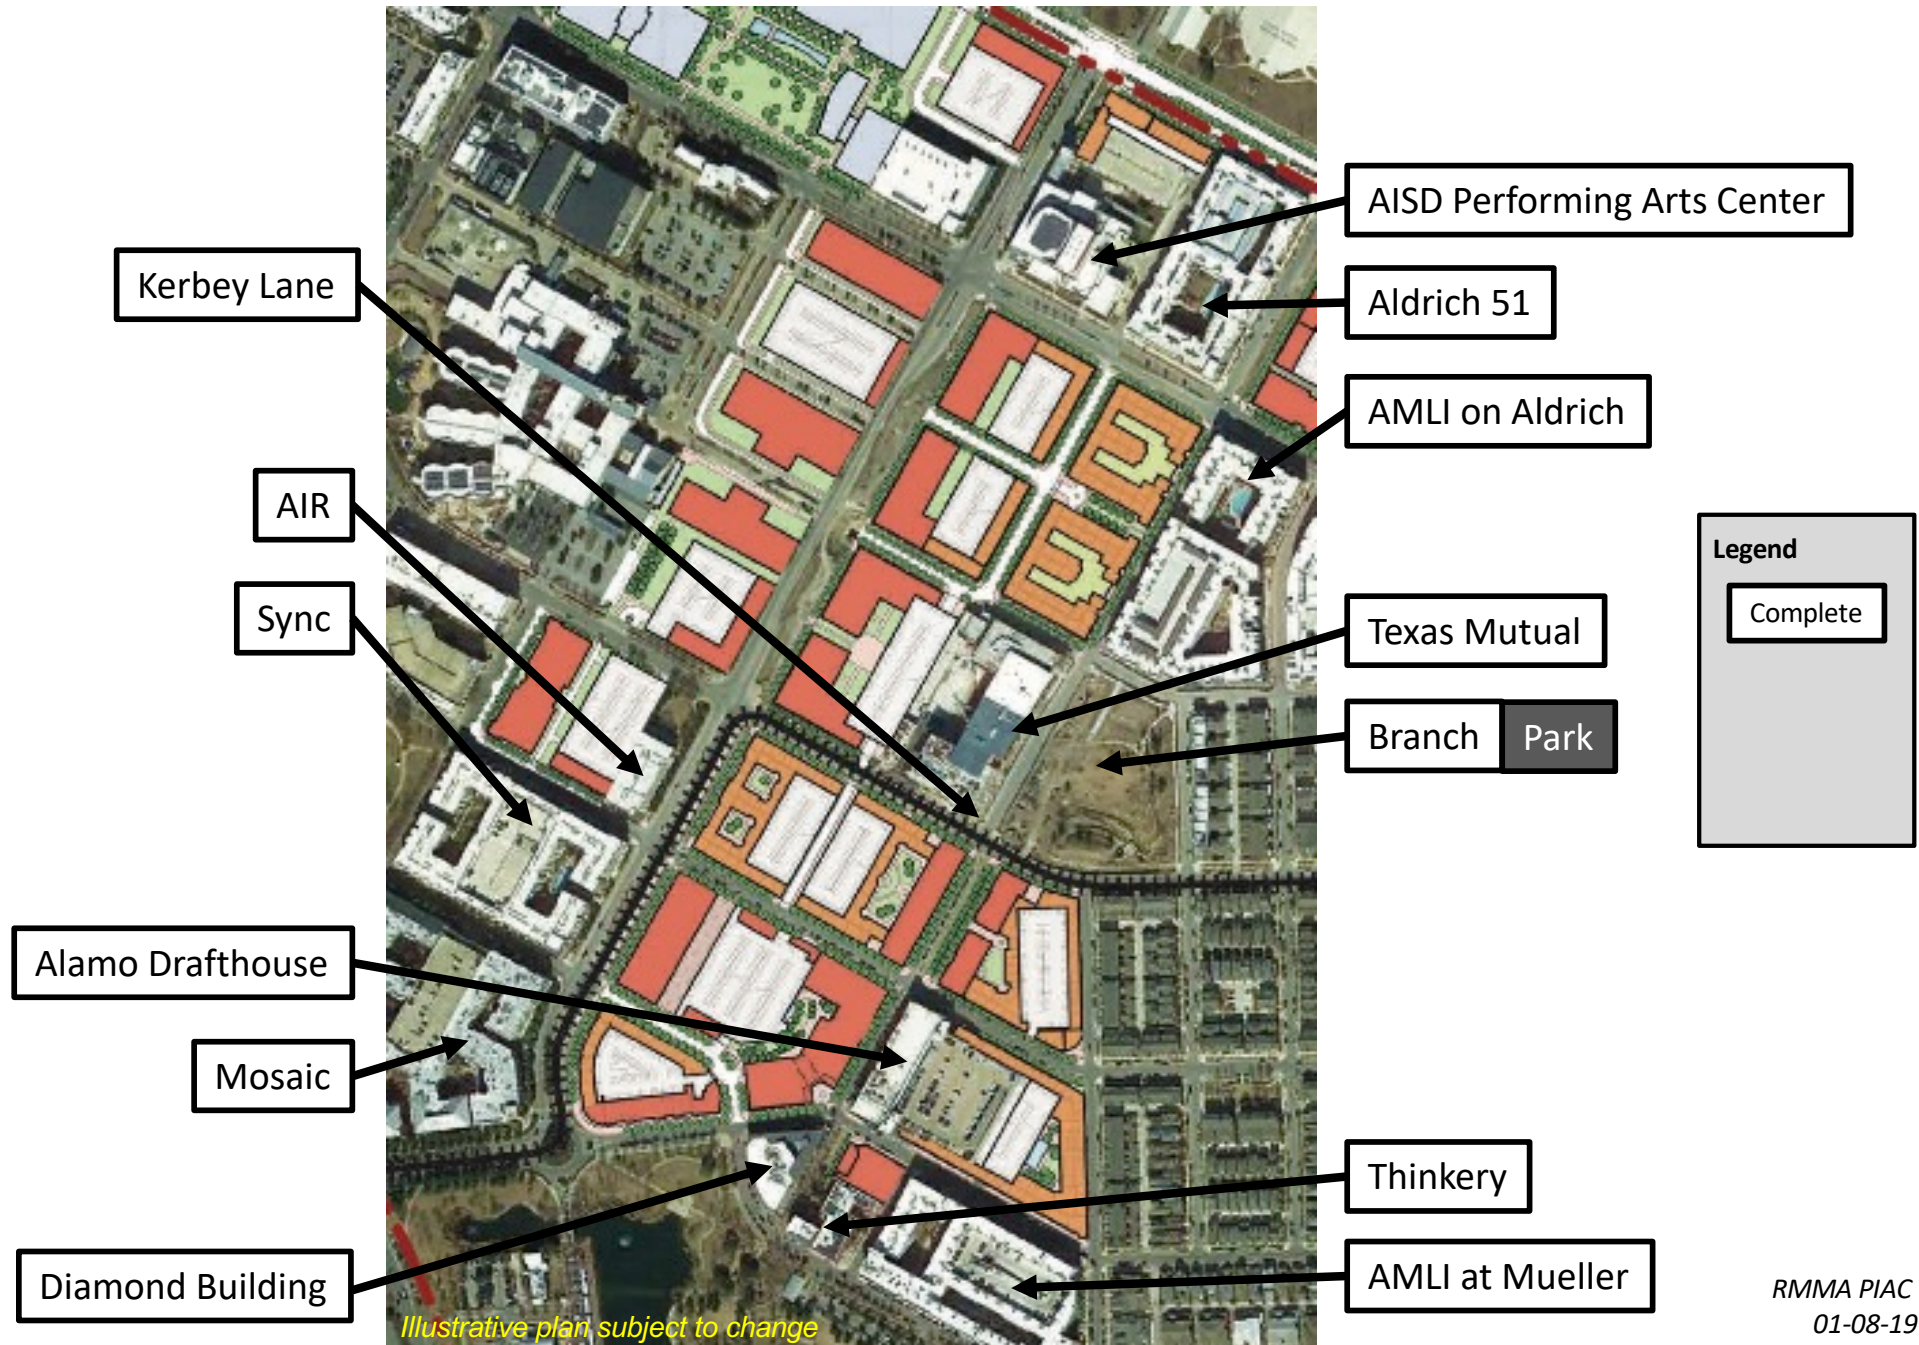 AISD Performing Arts Center
Kerbey Lane
Aldrich 51
AMLI on Aldrich
AIR
Legend
Complete
Sync
Texas Mutual
Branch Park
Alamo Drafthouse
Mosaic
Thinkery
Diamond Building
AMLI at Mueller
Illustrative plan subject to change
RMMA PIAC
01-08-19